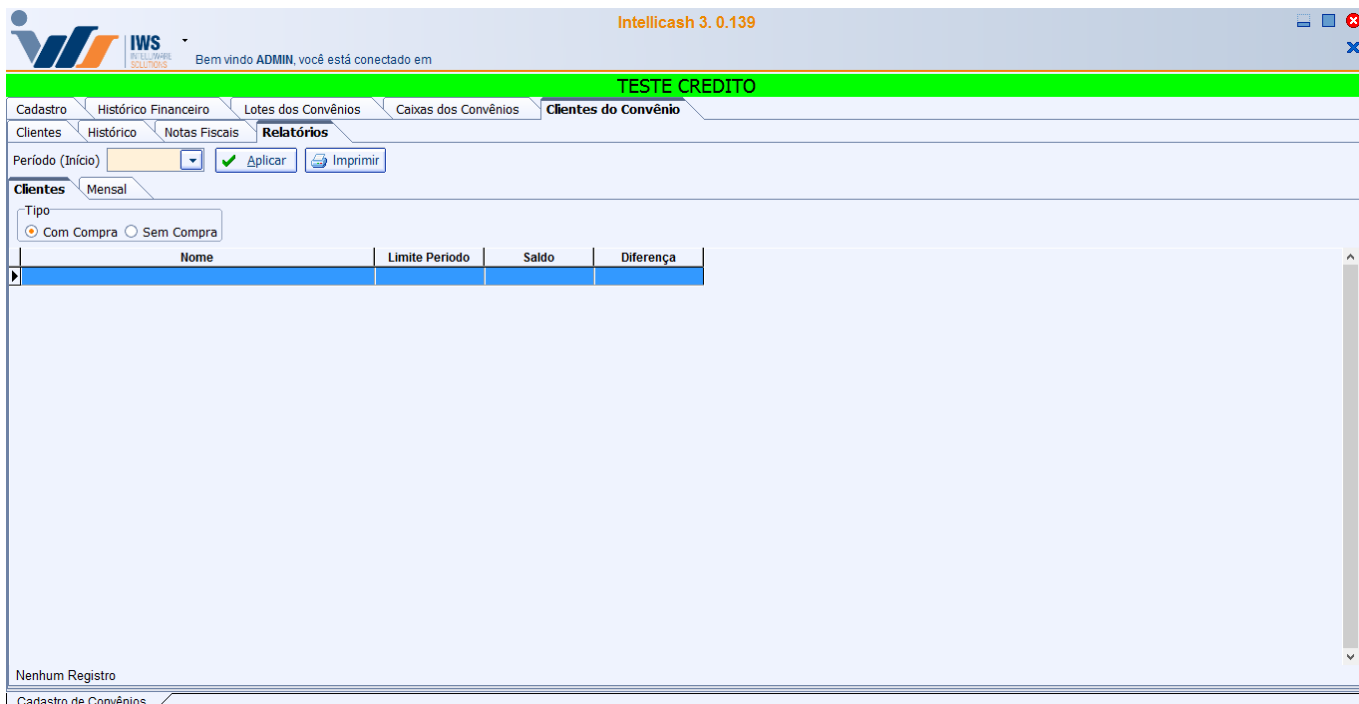 Intellicash 3. 0.139
IWS
INTELLIWARE
SOLUTIONS
Bem vindo ADMIN, você está conectado em
TESTE CREDITO
Cadastro Histórico Financeiro Lotes dos Convênios Caixas dos Convênios Clientes do Convênio
Clientes Histórico Notas Fiscais Relatórios
Período (Início) Aplicar Imprimir
Clientes Mensal
Tipo
Com Compra Sem Compra
Nome Limite Periodo Saldo Diferença
Nenhum Registro
Cadastro de Convênios